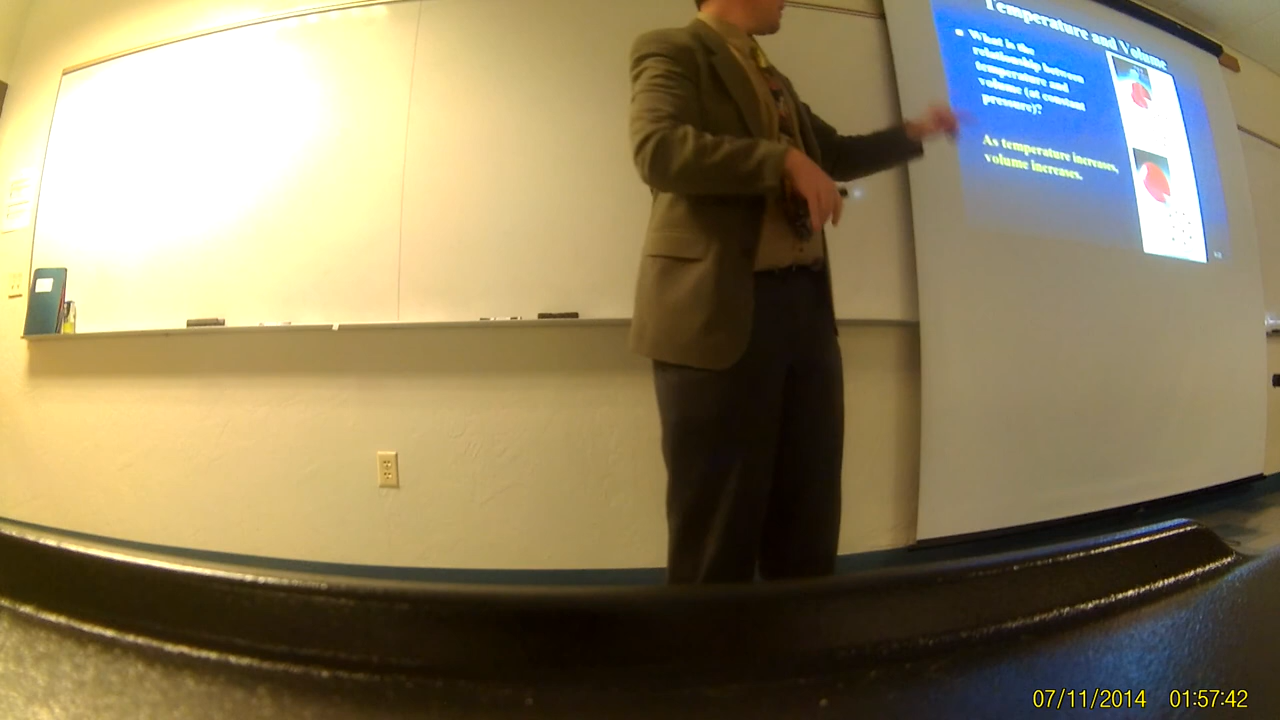 Temperature and Volume
What is the
relationship between
temperature and
volume (at constant
pressure)?
As temperature increases,
volume increases.
07/11/2014 01:57:42